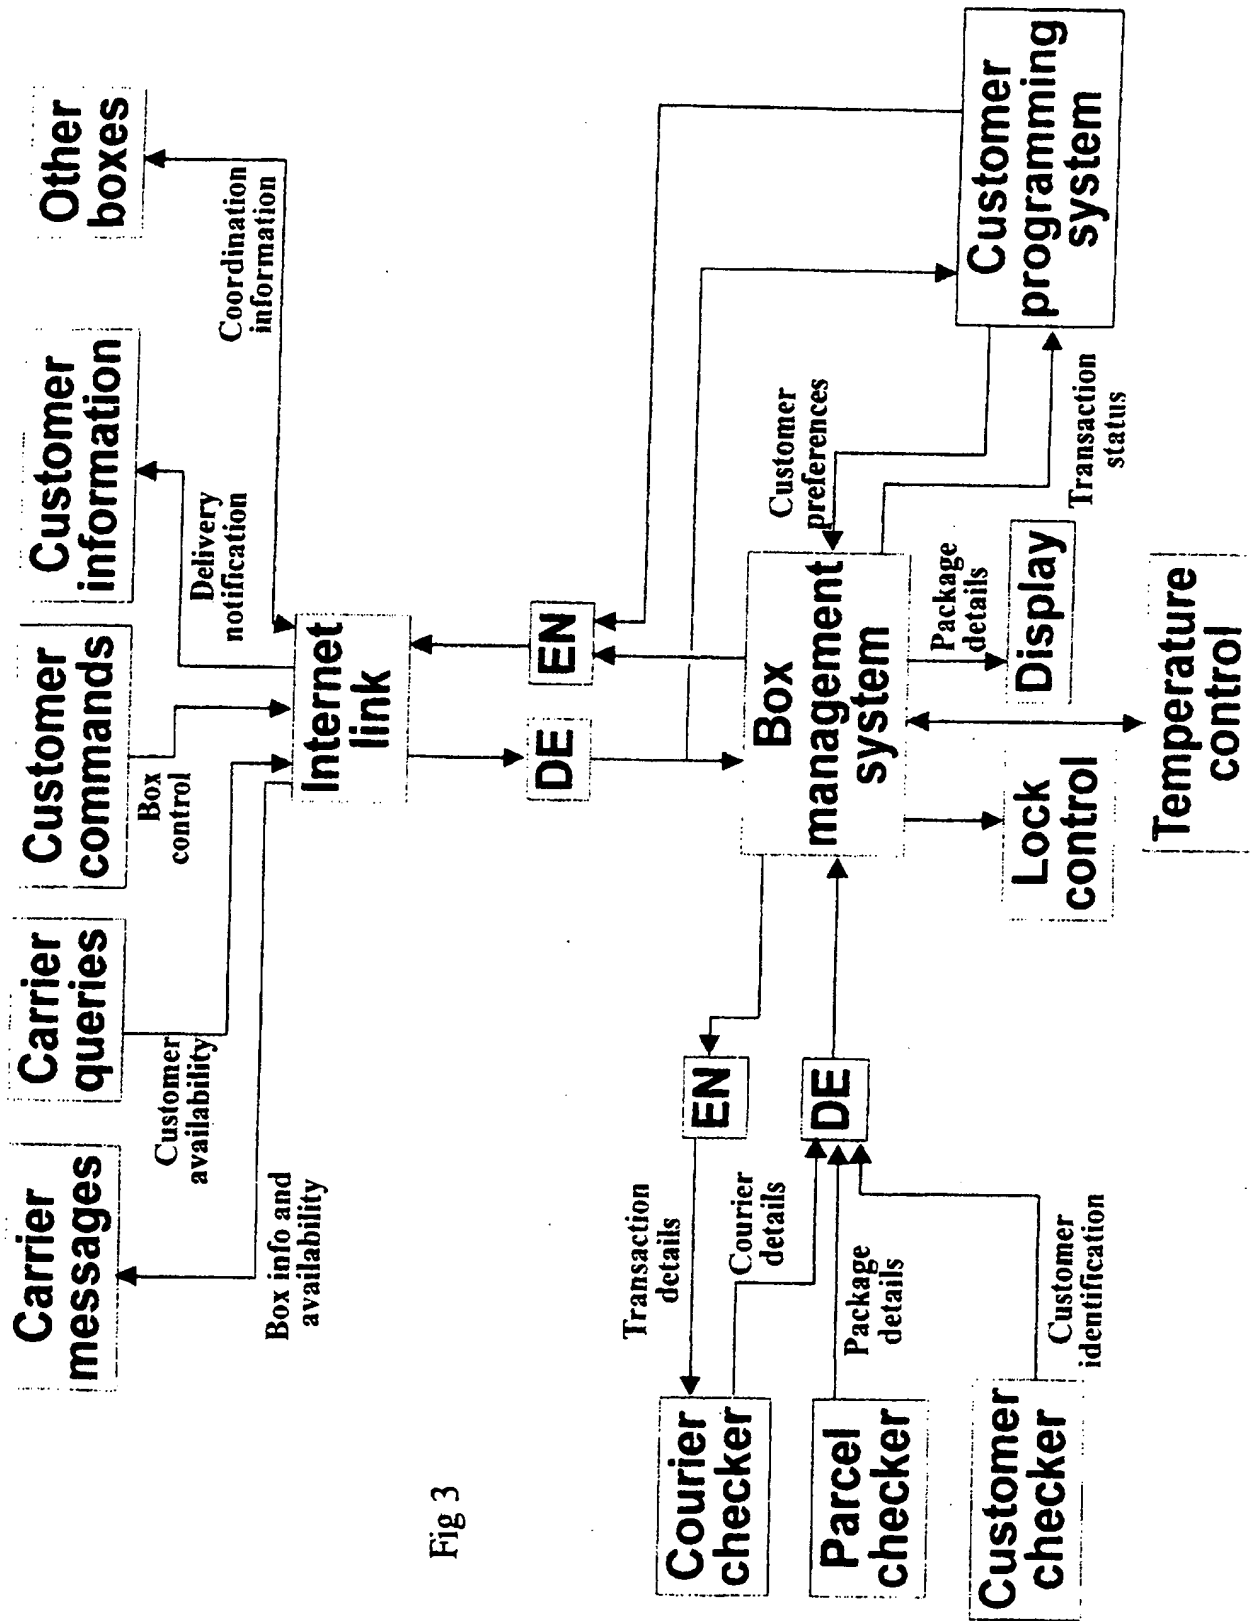 Carrier
messages
Carrier
queries
Customer
commands
Customer
information
Other
boxes
Customer
availability
Box
control
Delivery
notification
Coordination
information
Box info and
availability
Internet
link
DE
EN
Transaction
details
EN
Courier
details
Courier
checker
Package
details
Parcel
checker
DE
Customer
identification
Customer
checker
Box
management
system
Customer
preferences
Customer
programming
system
Transaction
status
Package
details
Lock
control
Display
Temperature
control
Fig 3